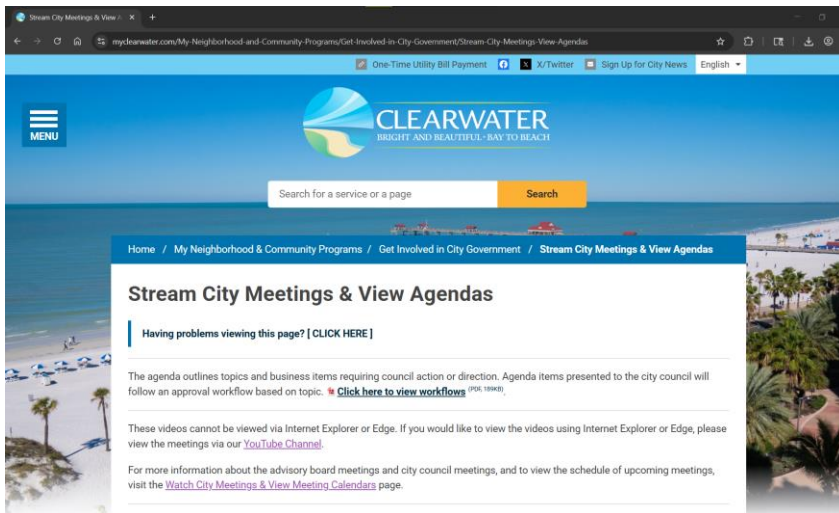 Stream City Meetings & View A
myclearwater.com/My-Neighborhood-and-Community-Programs/Get-Involved-in-City-Government/Stream-City-Meetings-View-Agendas
One-Time Utility Bill Payment X/Twitter Sign Up for City News English
MENU
CLEARWATER
BRIGHT AND BEAUTIFUL • BAY TO BEACH
Search for a service or a page Search
Home / My Neighborhood & Community Programs / Get Involved in City Government / Stream City Meetings & View Agendas
Stream City Meetings & View Agendas
Having problems viewing this page? [ CLICK HERE ]
The agenda outlines topics and business items requiring council action or direction. Agenda items presented to the city council will
follow an approval workflow based on topic. Click here to view workflows (PDF, 199KB).
These videos cannot be viewed via Internet Explorer or Edge. If you would like to view the videos using Internet Explorer or Edge, please
view the meetings via our YouTube Channel.
For more information about the advisory board meetings and city council meetings, and to view the schedule of upcoming meetings,
visit the Watch City Meetings & View Meeting Calendars page.